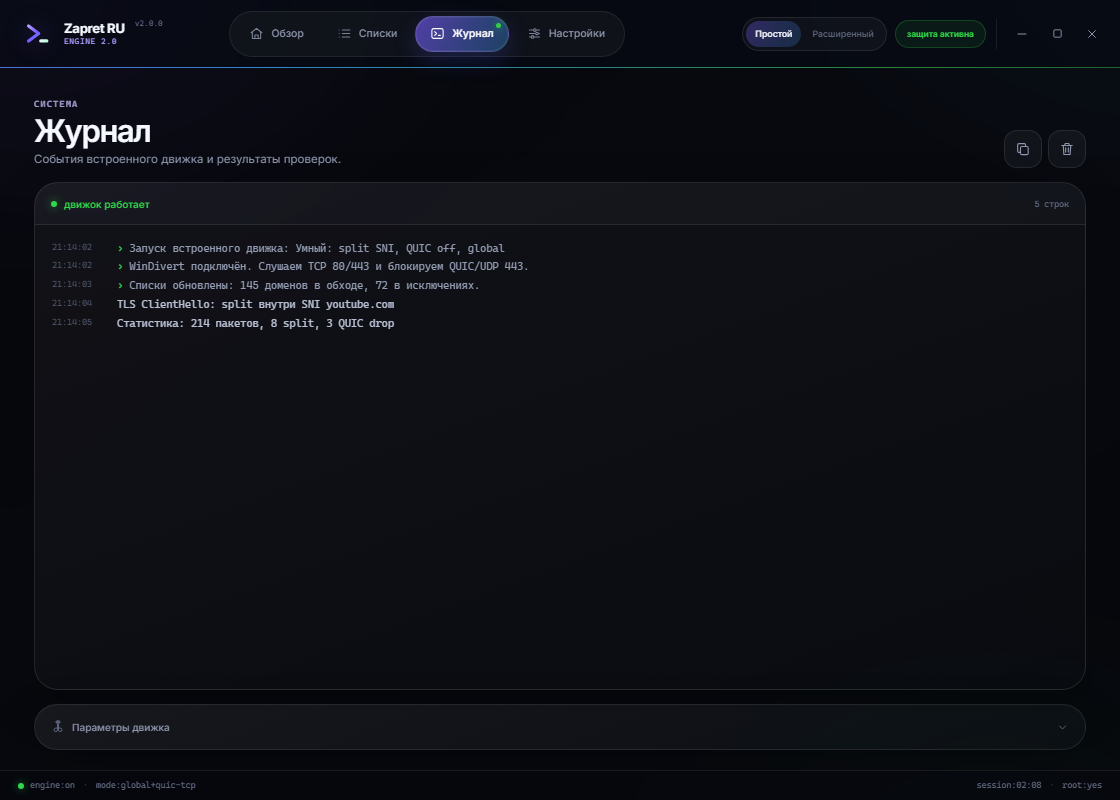 Zapret RU v2.0.0
ENGINE 2.0
Обзор Списки Журнал Настройки
Простой Расширенный защита активна
СИСТЕМА
Журнал
События встроенного движка и результаты проверок.
движок работает 5 строк
21:14:02 › Запуск встроенного движка: Умный: split SNI, QUIC off, global
21:14:02 › WinDivert подключён. Слушаем TCP 80/443 и блокируем QUIC/UDP 443.
21:14:03 › Списки обновлены: 145 доменов в обходе, 72 в исключениях.
21:14:04 TLS ClientHello: split внутри SNI youtube.com
21:14:05 Статистика: 214 пакетов, 8 split, 3 QUIC drop
Параметры движка
engine:on · mode:global+quic-tcp session:02:08 · root:yes